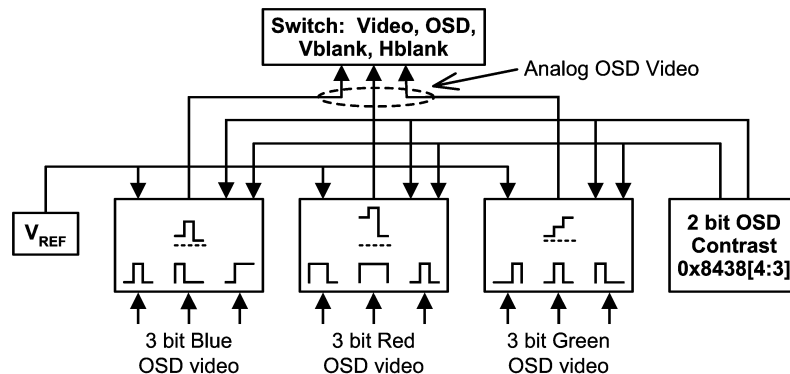 Switch: Video, OSD,
Vblank, Hblank
Analog OSD Video
VREF
2 bit OSD
Contrast
0x8438[4:3]
3 bit Blue
OSD video
3 bit Red
OSD video
3 bit Green
OSD video